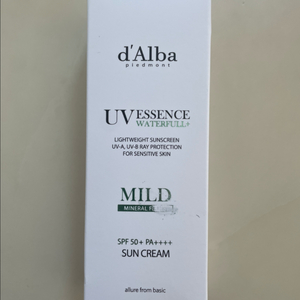 d'Alba
piedmont
UV ESSENCE
WATERFULL+
LIGHTWEIGHT SUNSCREEN
UV-A, UV-B RAY PROTECTION
FOR SENSITIVE SKIN
MILD
MINERAL
SPF 50+ PA++++
SUN CREAM
allure from basic